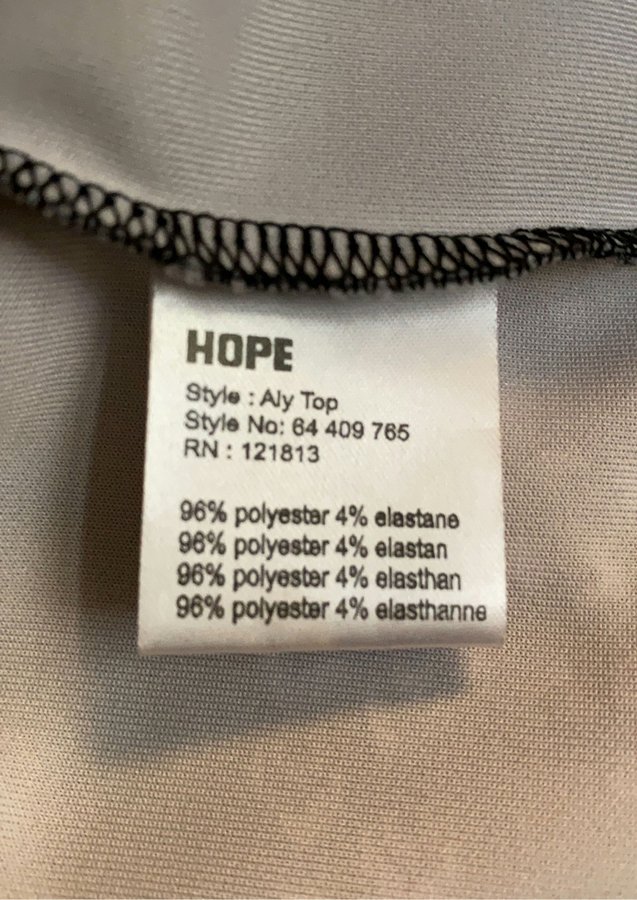 HOPE
Style : Aly Top
Style No: 64 409 765
RN : 121813
96% polyester 4% elastane
96% polyester 4% elastan
96% polyester 4% elasthan
96% polyester 4% elasthanne